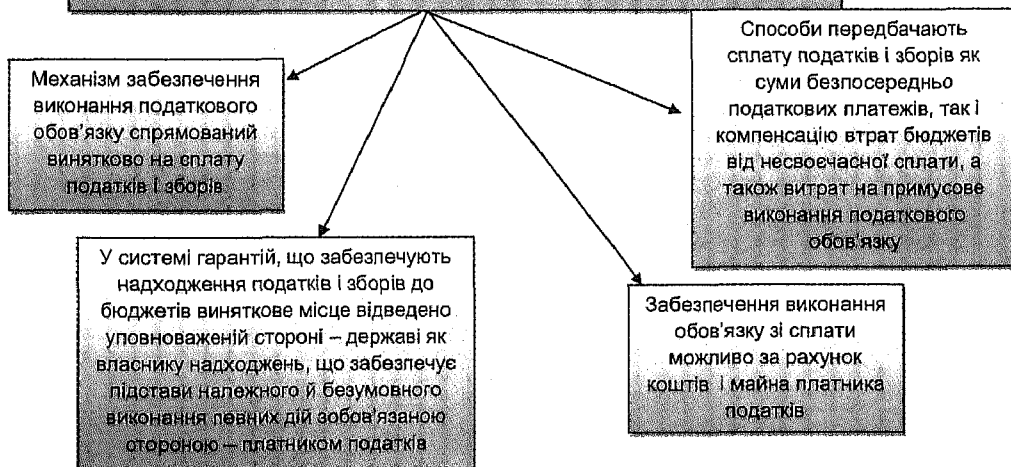 Механізм забезпечення
виконання податкового
обов'язку спрямований
винятково на сплату
податків і зборів
Способи передбачають
сплату податків і зборів як
суми безпосередньо
податкових платежів, так і
компенсацію втрат бюджетів
від несвоєчасної сплати, а
також витрат на примусове
виконання податкового
обов'язку
У системі гарантій, що забезпечують
надходження податків і зборів до
бюджетів виняткове місце відведено
уповноваженій стороні – державі як
власнику надходжень, що забезпечує
підстави належного й безумовного
виконання певних дій зобов'язаною
стороною – платником податків
Забезпечення виконання
обов'язку зі сплати
можливо за рахунок
коштів і майна платника
податків